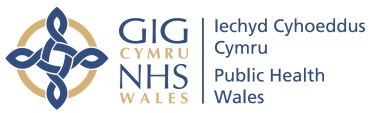 GIG
CYMRU
NHS
WALES
Iechyd Cyhoeddus
Cymru
Public Health
Wales